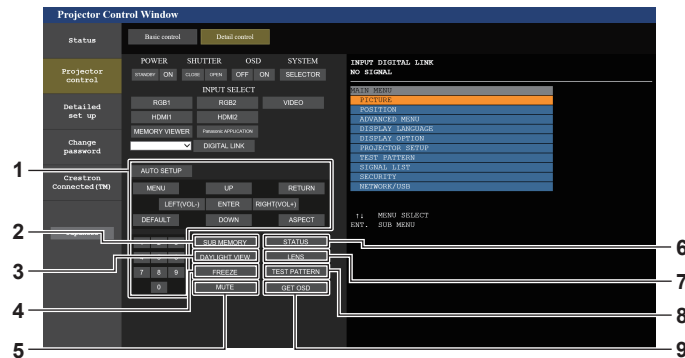 Projector Control Window
Status
Basic control
Detail control
POWER SHUTTER OSD SYSTEM
STANDBY ON CLOSE OPEN OFF ON SELECTOR
Projector
control
INPUT SELECT
RGB1 RGB2 VIDEO
HDMI1 HDMI2
MEMORY VIEWER Panasonic APPLICATION
DIGITAL LINK
Detailed
set up
Change
password
Crestron
Connected(TM)
AUTO SETUP
MENU UP RETURN
LEFT(VOL-) ENTER RIGHT(VOL+)
DEFAULT DOWN ASPECT
SUB MEMORY STATUS
DAYLIGHT VIEW LENS
7 8 9 FREEZE TEST PATTERN
0 MUTE GET OSD
INPUT DIGITAL LINK
NO SIGNAL
MAIN MENU
PICTURE
POSITION
ADVANCED MENU
DISPLAY LANGUAGE
DISPLAY OPTION
PROJECTOR SETUP
TEST PATTERN
SIGNAL LIST
SECURITY
NETWORK/USB
↑↓ MENU SELECT
ENT. SUB MENU
1
2
3
4
5
6
7
8
9